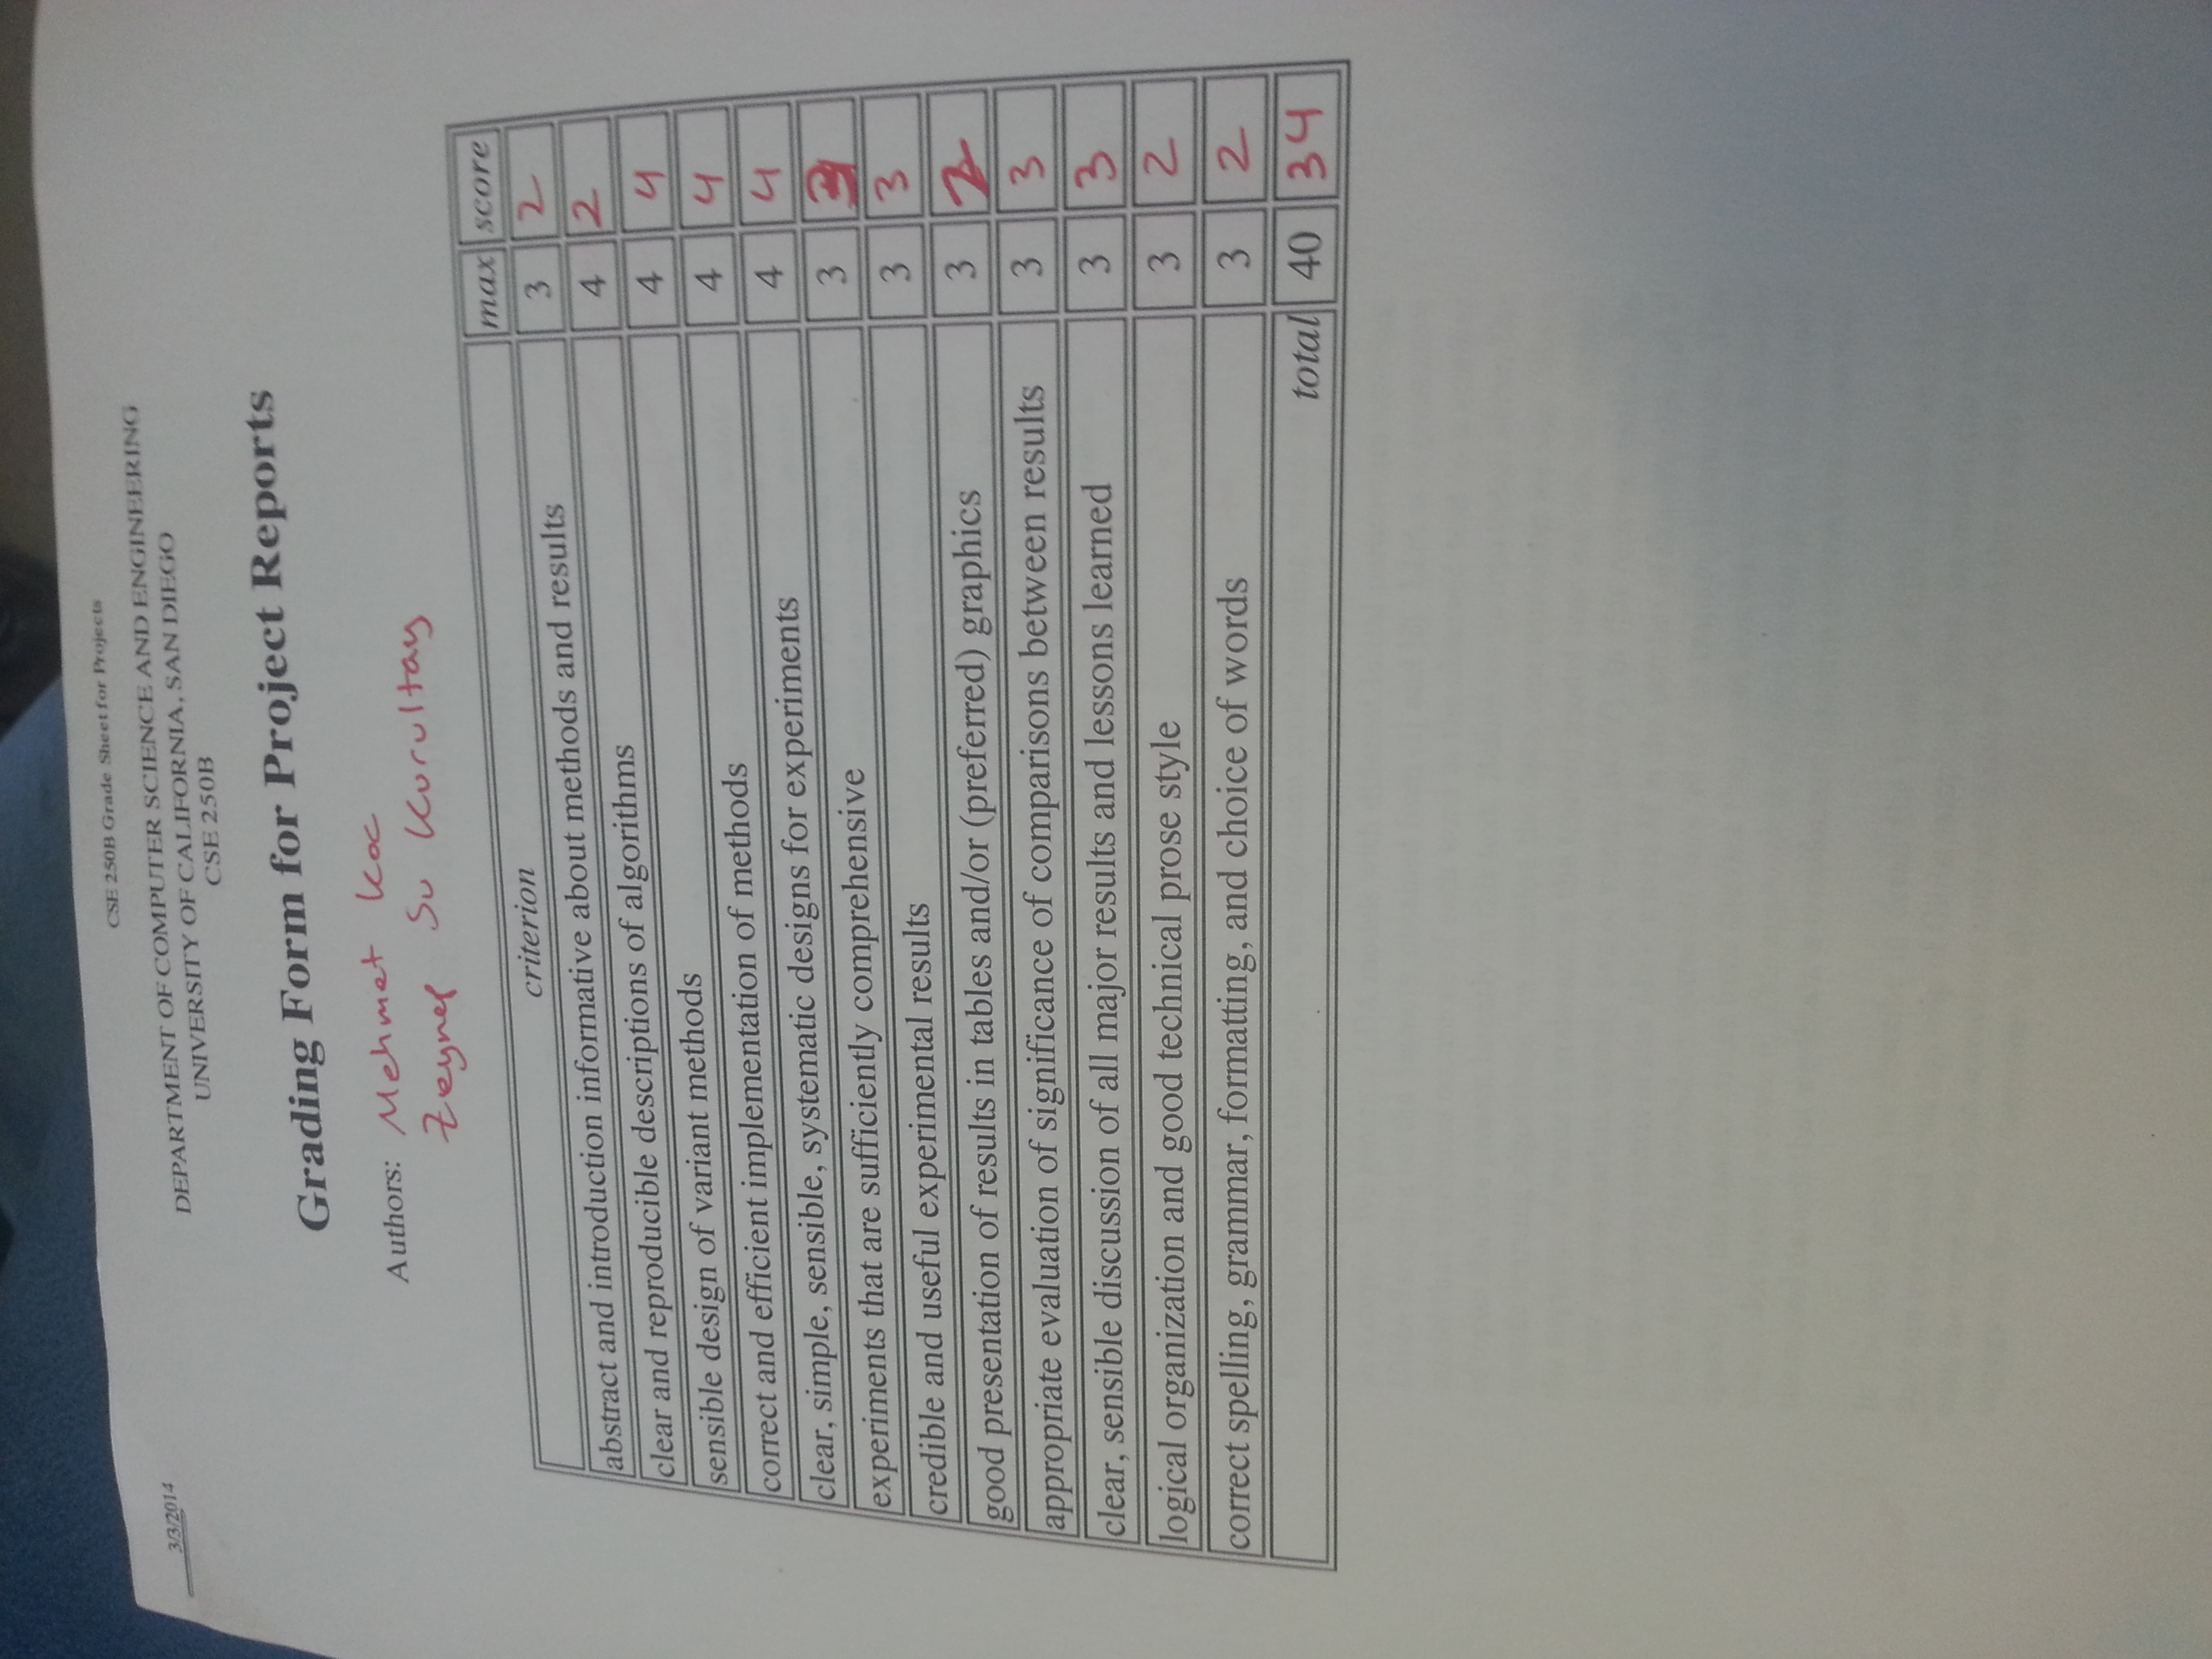 CSE 250B Grade Sheet for Projects
3/3/2014
DEPARTMENT OF COMPUTER SCIENCE AND ENGINEERING
UNIVERSITY OF CALIFORNIA, SAN DIEGO
CSE 250B
Grading Form for Project Reports
Authors: Mehmet Koc
Zeynep Su Kurultay
criterion max score
abstract and introduction informative about methods and results 3 2
clear and reproducible descriptions of algorithms 4 2
sensible design of variant methods 4 4
correct and efficient implementation of methods 4 4
clear, simple, sensible, systematic designs for experiments 4 4
experiments that are sufficiently comprehensive 3 3
credible and useful experimental results 3 3
good presentation of results in tables and/or (preferred) graphics 3 2
appropriate evaluation of significance of comparisons between results 3 3
clear, sensible discussion of all major results and lessons learned 3 3
logical organization and good technical prose style 3 2
correct spelling, grammar, formatting, and choice of words 3 2
total 40 34